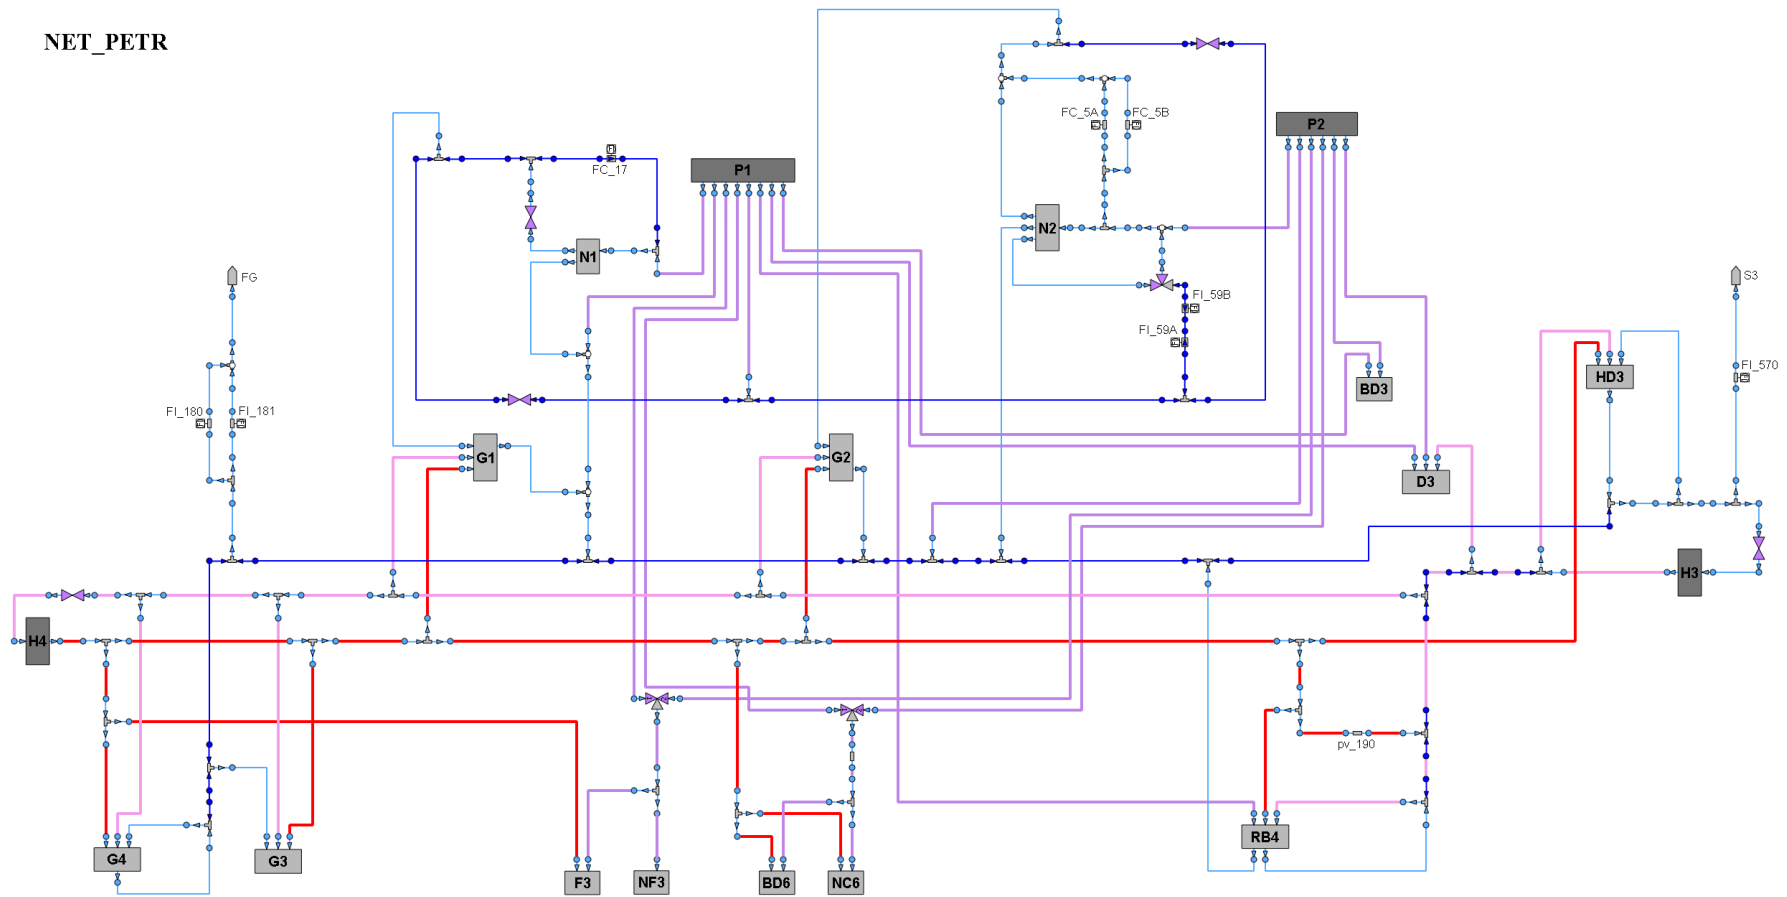 NET_PETR
FC_5A
FC_5B
P2
FC_17
P1
N2
N1
FG
S3
FI_59B
FI_59A
FI_570
HD3
BD3
FI_180
FI_181
G1
G2
D3
H3
H4
pv_190
RB4
G4
G3
F3
NF3
BD6
NC6